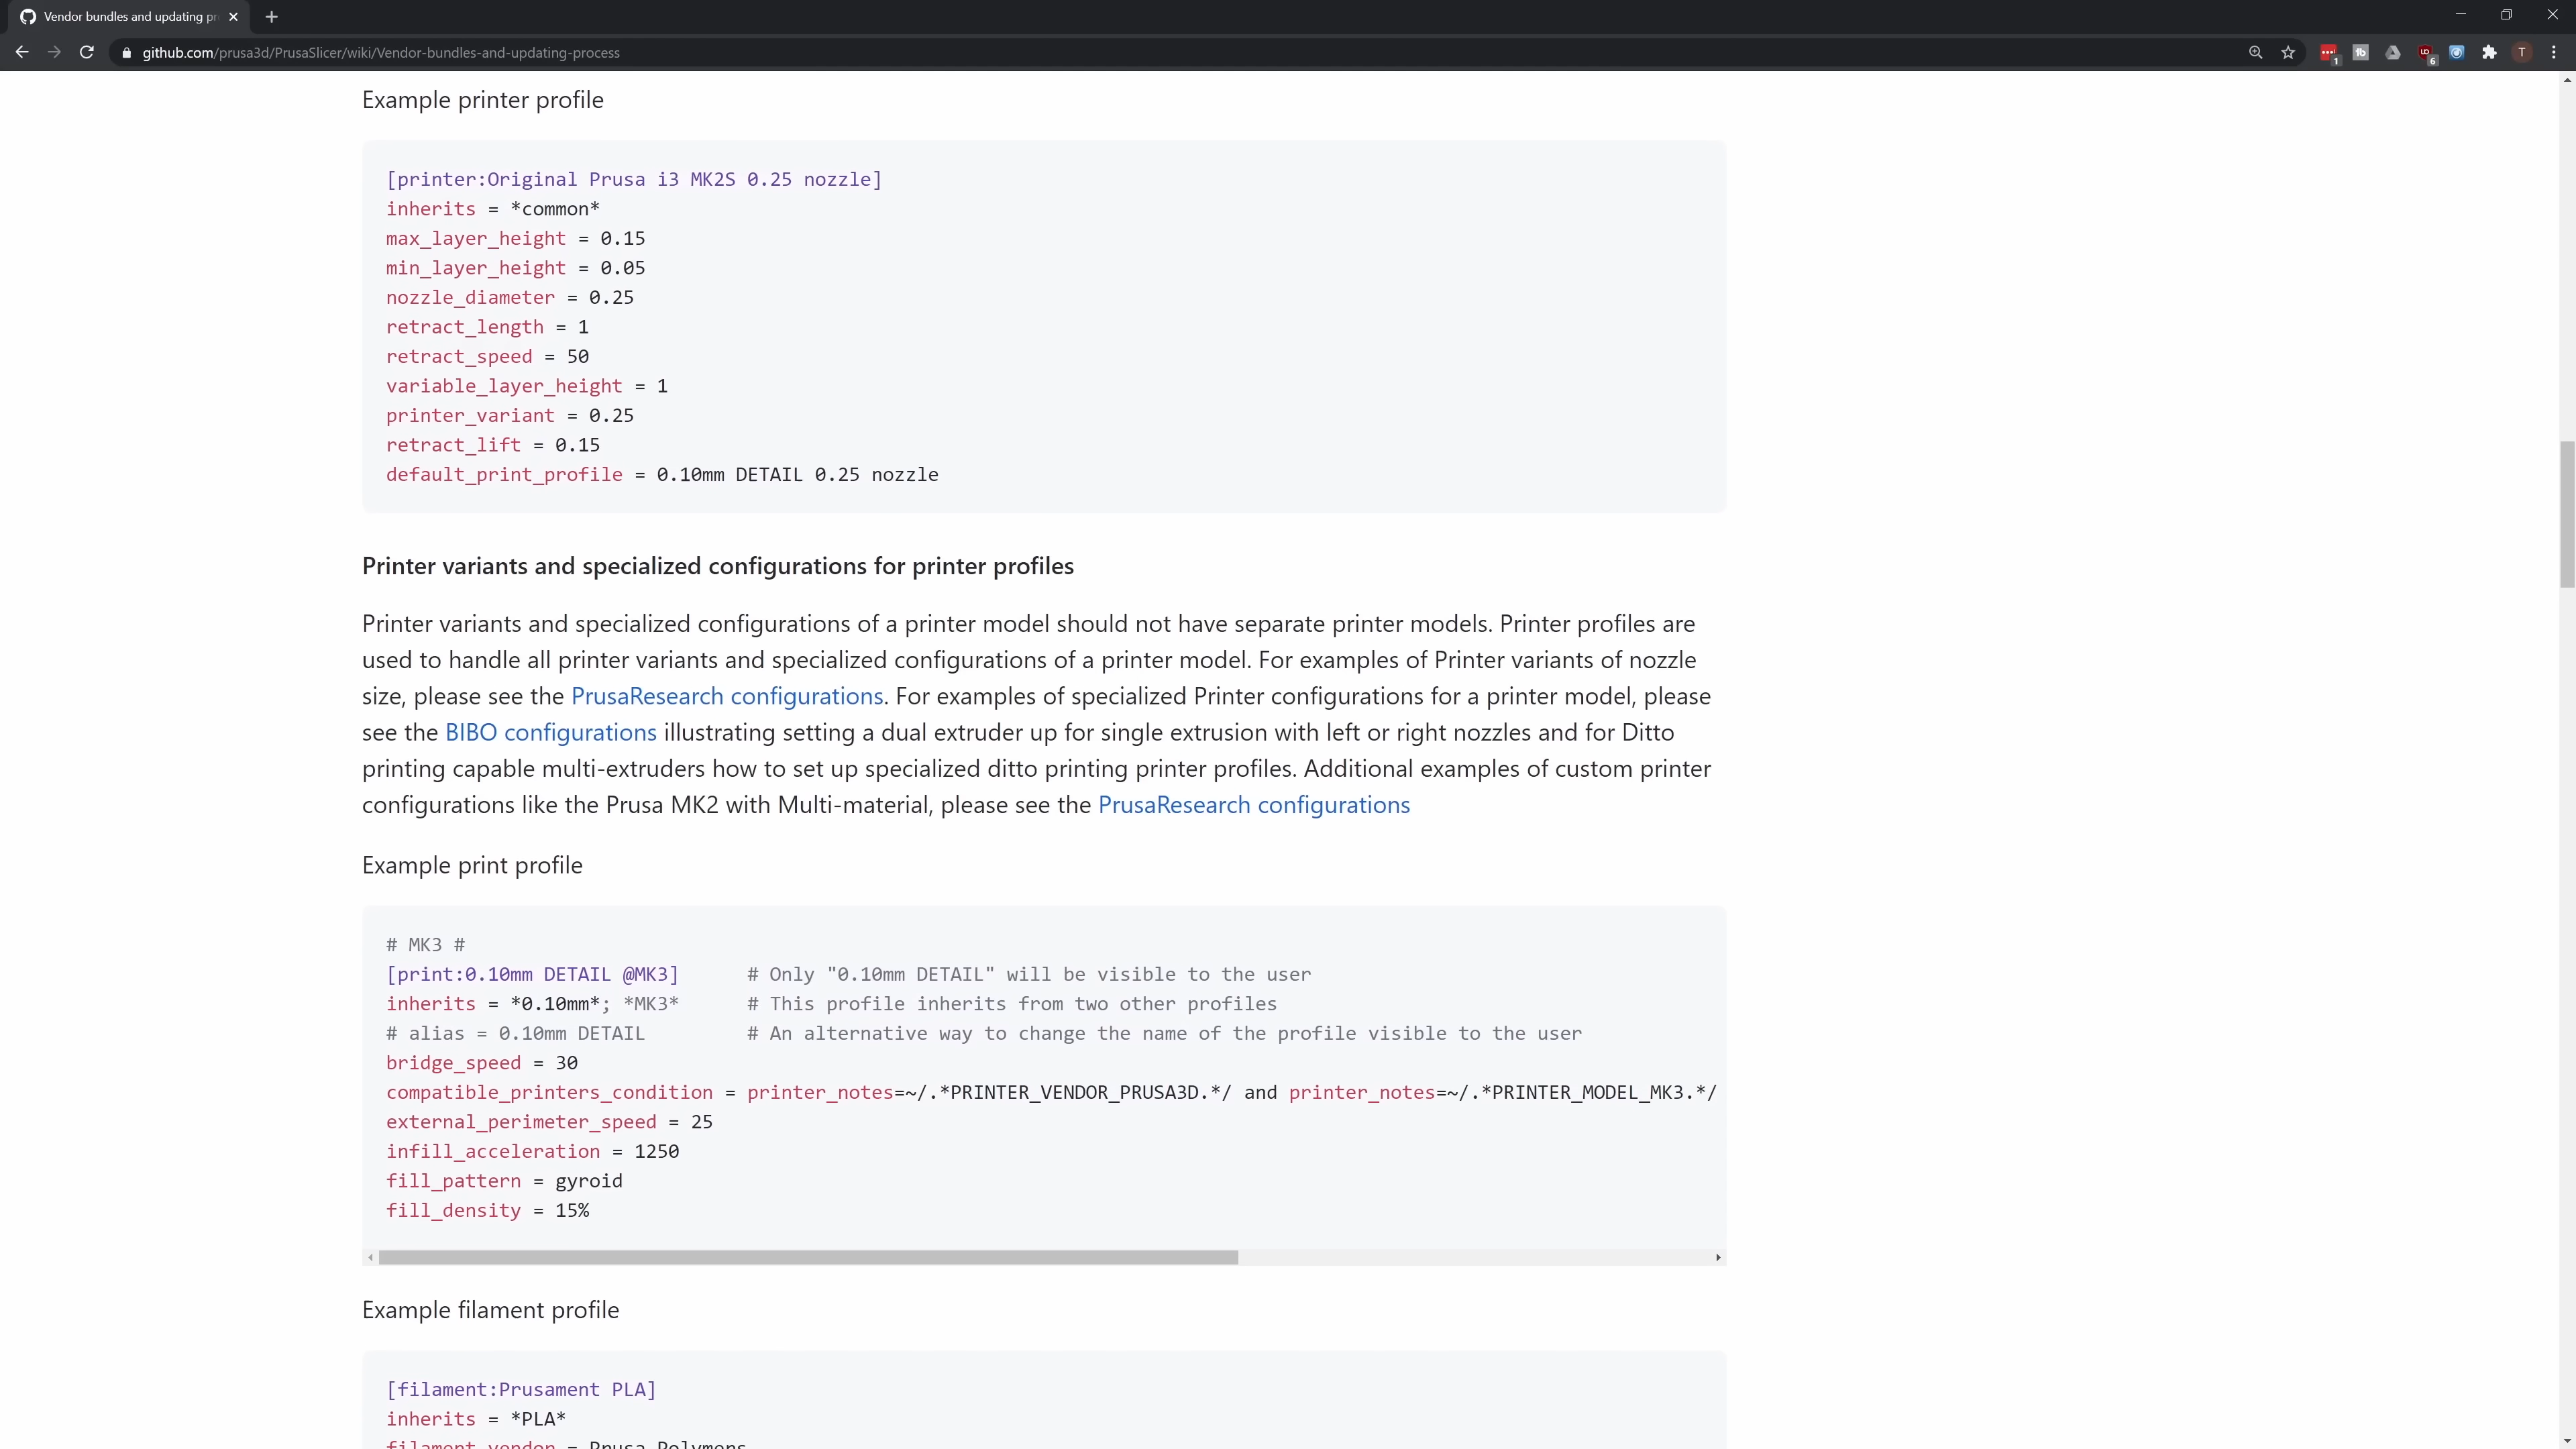 Vendor bundles and updating pr
github.com/prusa3d/PrusaSlicer/wiki/Vendor-bundles-and-updating-process
1
6
T
Example printer profile
[printer:Original Prusa i3 MK2S 0.25 nozzle]
inherits = *common*
max_layer_height = 0.15
min_layer_height = 0.05
nozzle_diameter = 0.25
retract_length = 1
retract_speed = 50
variable_layer_height = 1
printer_variant = 0.25
retract_lift = 0.15
default_print_profile = 0.10mm DETAIL 0.25 nozzle
Printer variants and specialized configurations for printer profiles
Printer variants and specialized configurations of a printer model should not have separate printer models. Printer profiles are
used to handle all printer variants and specialized configurations of a printer model. For examples of Printer variants of nozzle
size, please see the PrusaResearch configurations. For examples of specialized Printer configurations for a printer model, please
see the BIBO configurations illustrating setting a dual extruder up for single extrusion with left or right nozzles and for Ditto
printing capable multi-extruders how to set up specialized ditto printing printer profiles. Additional examples of custom printer
configurations like the Prusa MK2 with Multi-material, please see the PrusaResearch configurations
Example print profile
# MK3 #
[print:0.10mm DETAIL @MK3] # Only "0.10mm DETAIL" will be visible to the user
inherits = *0.10mm*; *MK3* # This profile inherits from two other profiles
# alias = 0.10mm DETAIL # An alternative way to change the name of the profile visible to the user
bridge_speed = 30
compatible_printers_condition = printer_notes=~/.*PRINTER_VENDOR_PRUSA3D.*/ and printer_notes=~/.*PRINTER_MODEL_MK3.*/
external_perimeter_speed = 25
infill_acceleration = 1250
fill_pattern = gyroid
fill_density = 15%
Example filament profile
[filament:Prusament PLA]
inherits = *PLA*
filament_vendor = Prusa Polymers